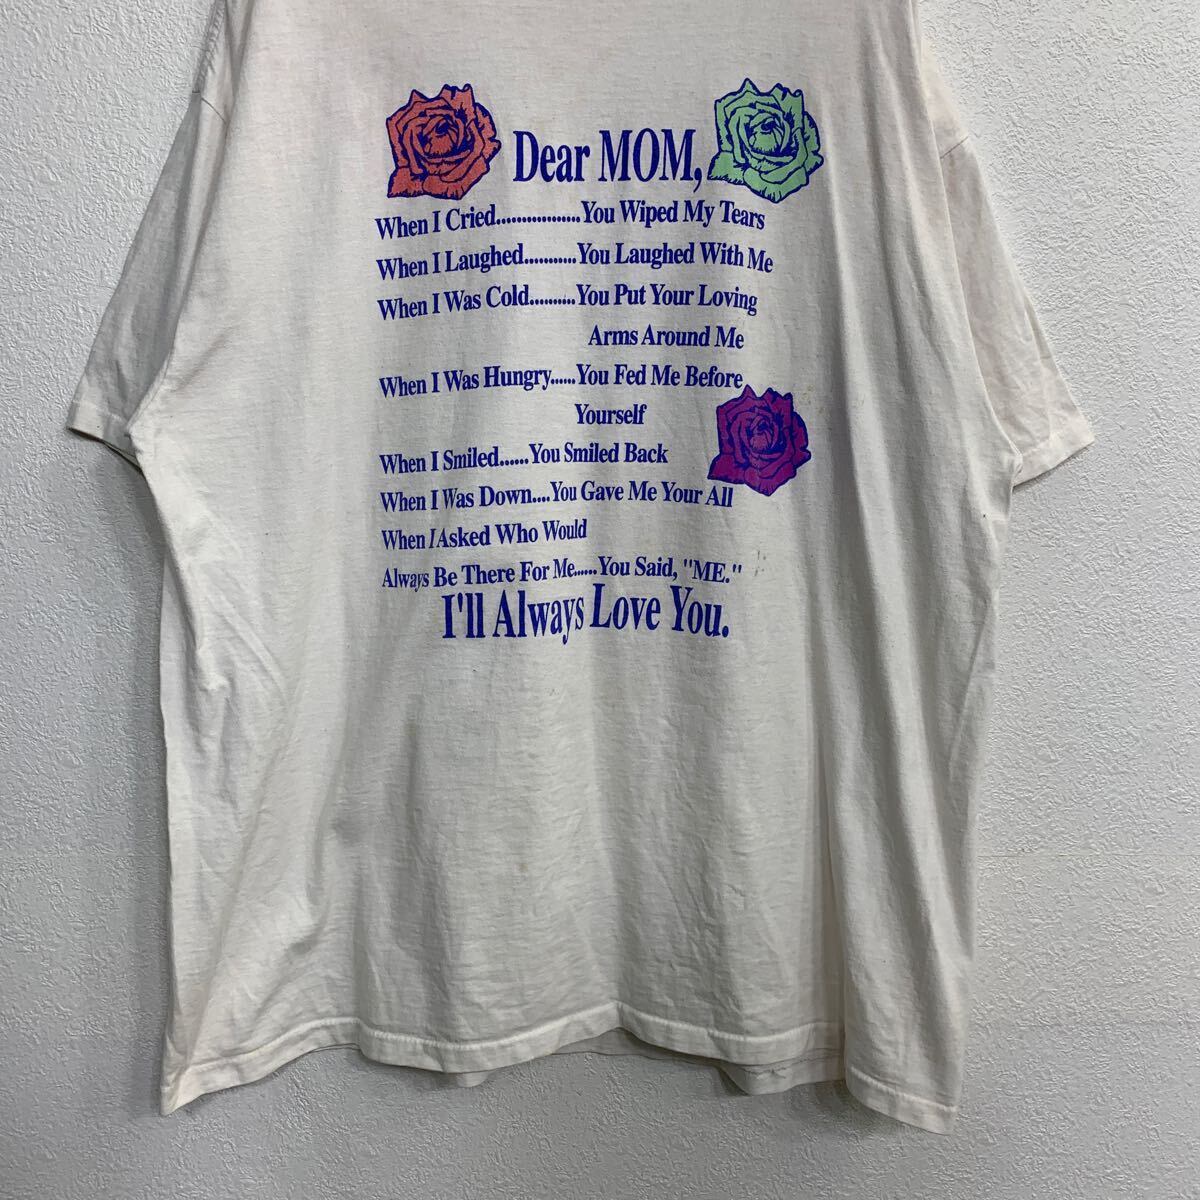 Dear MOM,
When I Cried.................You Wiped My Tears
When I Laughed...........You Laughed With Me
When I Was Cold..........You Put Your Loving
Arms Around Me
When I Was Hungry......You Fed Me Before
Yourself
When I Smiled......You Smiled Back
When I Was Down....You Gave Me Your All
When I Asked Who Would
Always Be There For Me......You Said, "ME."
I'll Always Love You.